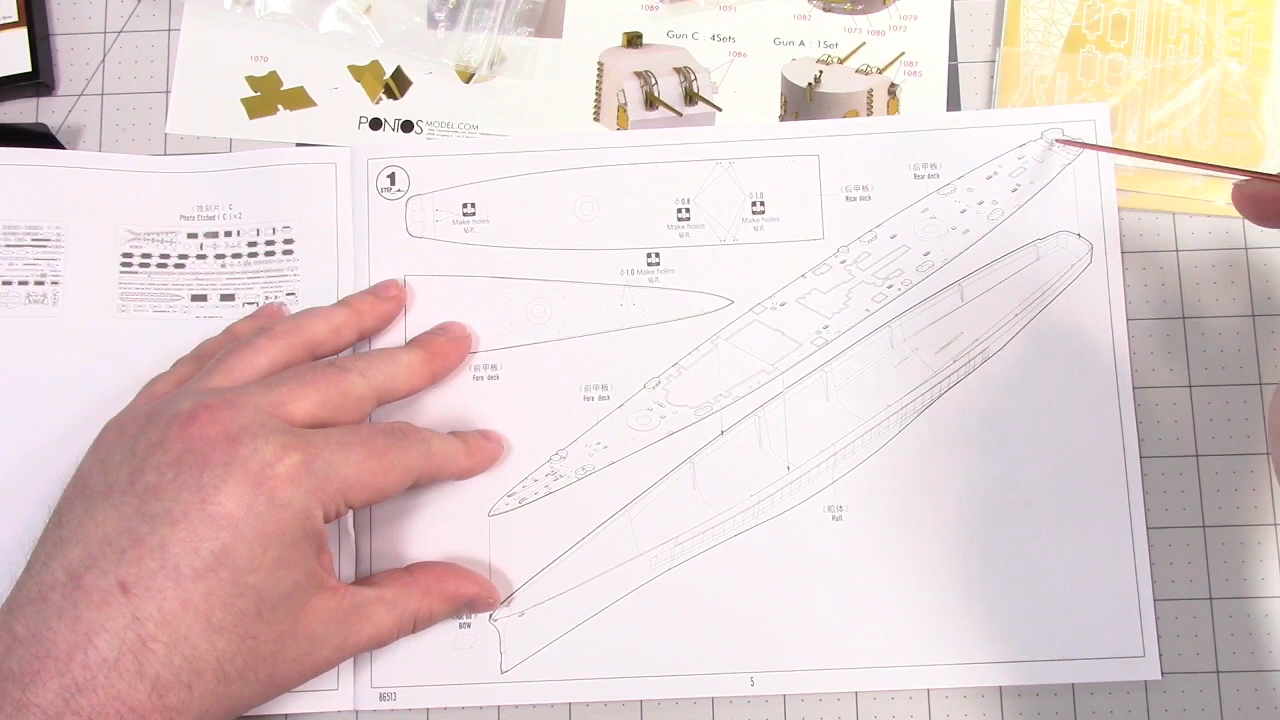 1089
1091
1082
1079
1072
1073
1080
Gun C : 4Sets
1086
Gun A : 1Set
1087
1085
1070
PONTOS MODEL.COM
1
STEP
(蚀刻片) C
Photo Etched ( C )×2
Make holes
钻孔
Make holes
钻孔
Make holes
钻孔
(后甲板)
Rear deck
(后甲板)
Rear deck
Make holes
钻孔
(前甲板)
Fore deck
(前甲板)
Fore deck
(船体)
Hull
BOW
86513
5